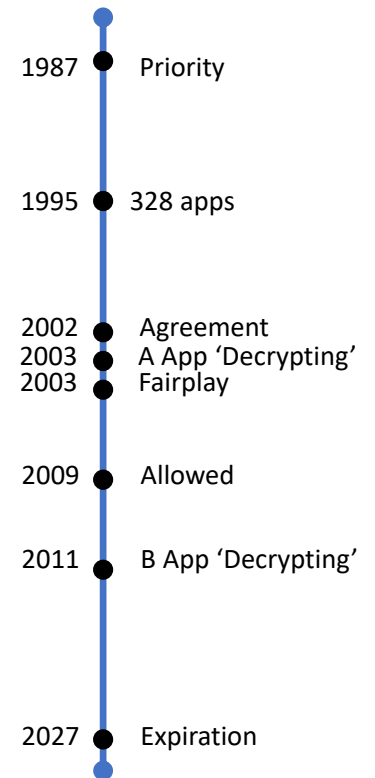 1987 Priority
1995 328 apps
2002 Agreement
2003 A App ‘Decrypting’
2003 Fairplay
2009 Allowed
2011 B App ‘Decrypting’
2027 Expiration